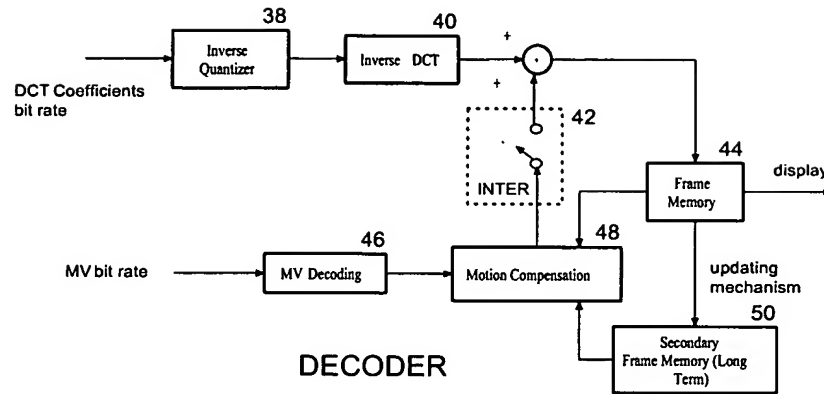 38
Inverse
Quantizer
40
Inverse DCT
+
+
DCT Coefficients
bit rate
42
INTER
44
Frame
Memory
display
46
MV Decoding
MV bit rate
48
Motion Compensation
updating
mechanism
50
Secondary
Frame Memory (Long
Term)
DECODER